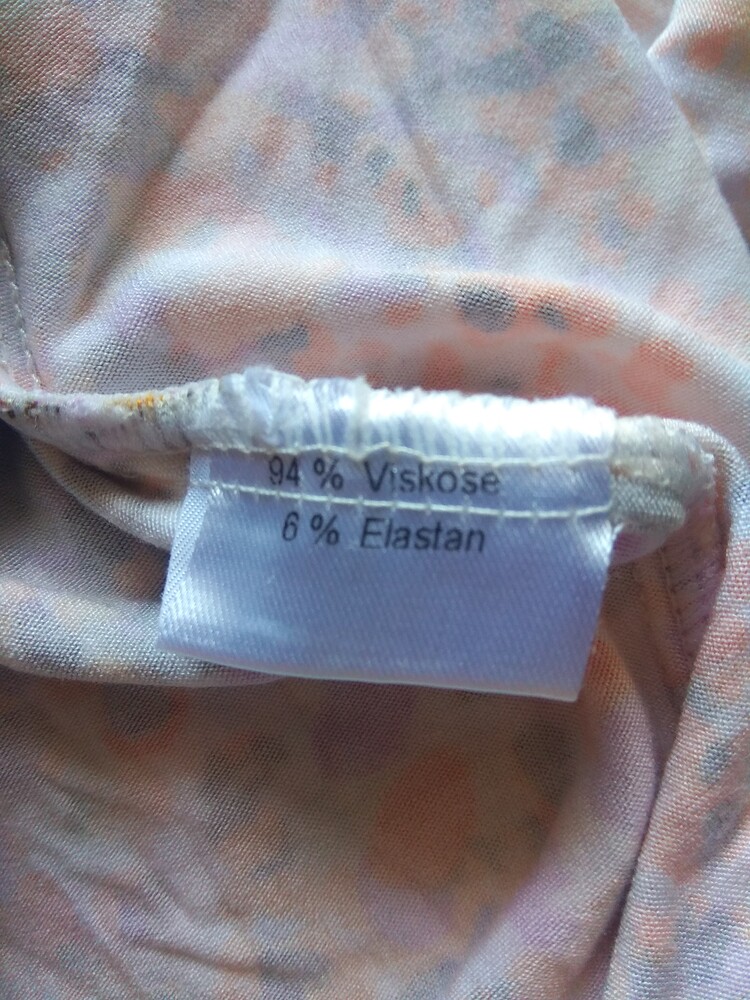 94 % Viskose
6 % Elastan